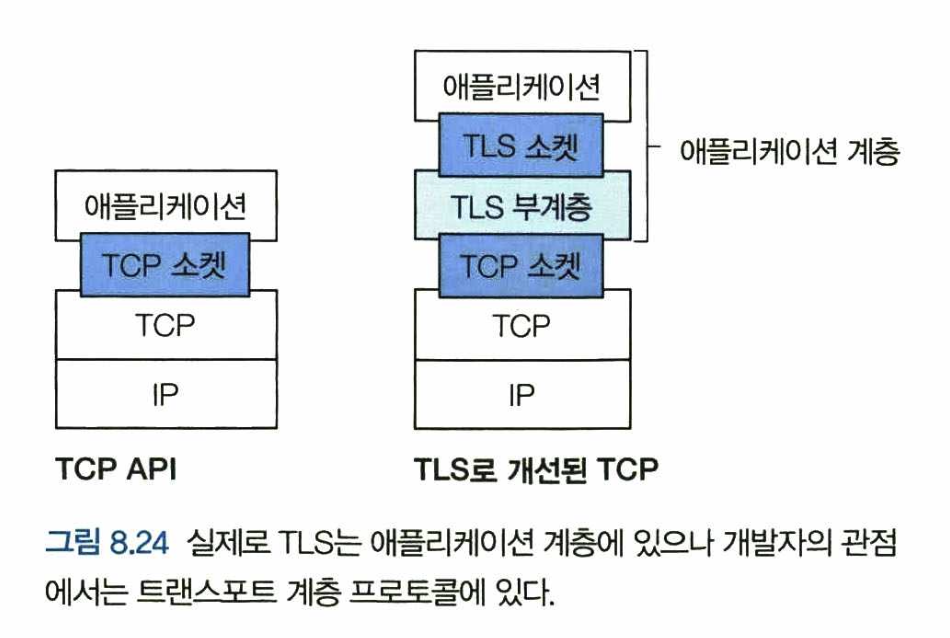 애플리케이션
TCP 소켓
TCP
IP
TCP API
애플리케이션
TLS 소켓
TLS 부계층
TCP 소켓
TCP
IP
TLS로 개선된 TCP
애플리케이션 계층
그림 8.24 실제로 TLS는 애플리케이션 계층에 있으나 개발자의 관점
에서는 트랜스포트 계층 프로토콜에 있다.